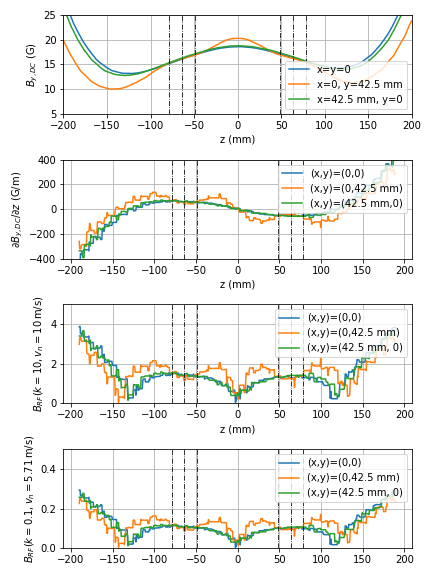 25
20
15
10
5
B_{y,DC} (G)
x=y=0
x=0, y=42.5 mm
x=42.5 mm, y=0
−200 −150 −100 −50 0 50 100 150 200
z (mm)
400
200
0
−200
−400
∂B_{y,DC}/∂z (G/m)
(x,y)=(0,0)
(x,y)=(0,42.5 mm)
(x,y)=(42.5 mm,0)
−200 −150 −100 −50 0 50 100 150 200
z (mm)
4
2
0
B_{RF}(k = 10, v_n = 10 m/s)
(x,y)=(0,0)
(x,y)=(0,42.5 mm)
(x,y)=(42.5 mm, 0)
−200 −150 −100 −50 0 50 100 150 200
z (mm)
0.4
0.2
0.0
B_{RF}(k = 0.1, v_n = 5.71 m/s)
(x,y)=(0,0)
(x,y)=(0,42.5 mm)
(x,y)=(42.5 mm, 0)
−200 −150 −100 −50 0 50 100 150 200
z (mm)